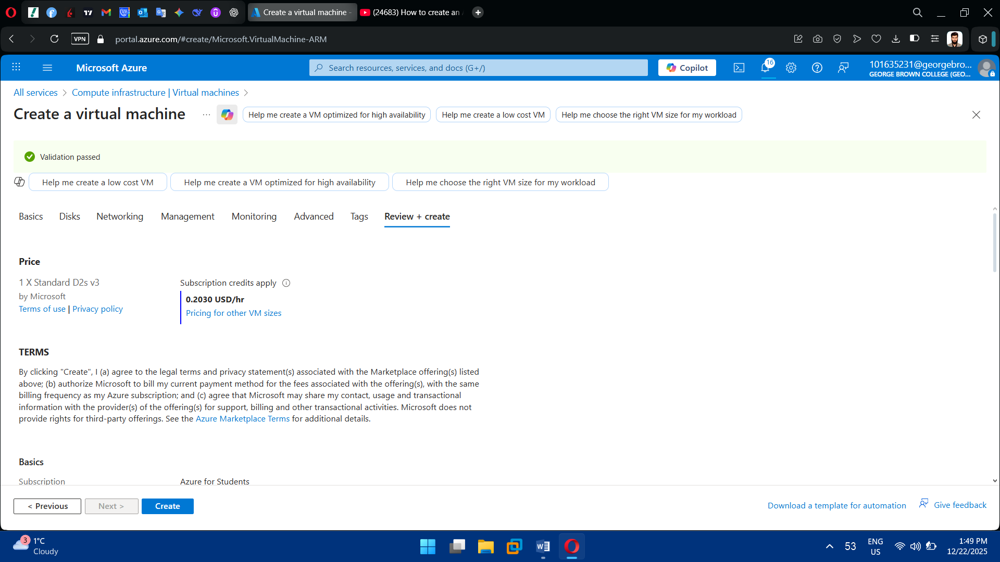 Create a virtual machine -
(24683) How to create an
VPN
portal.azure.com/#create/Microsoft.VirtualMachine-ARM
Microsoft Azure
Search resources, services, and docs (G+/)
Copilot
16
101635231@georgebro...
GEORGE BROWN COLLEGE (GEO...
All services > Compute infrastructure | Virtual machines >
Create a virtual machine ...
Help me create a VM optimized for high availability
Help me create a low cost VM
Help me choose the right VM size for my workload
Validation passed
Help me create a low cost VM
Help me create a VM optimized for high availability
Help me choose the right VM size for my workload
Basics Disks Networking Management Monitoring Advanced Tags Review + create
Price
1 X Standard D2s v3
by Microsoft
Terms of use | Privacy policy
Subscription credits apply
0.2030 USD/hr
Pricing for other VM sizes
TERMS
By clicking "Create", I (a) agree to the legal terms and privacy statement(s) associated with the Marketplace offering(s) listed
above; (b) authorize Microsoft to bill my current payment method for the fees associated with the offering(s), with the same
billing frequency as my Azure subscription; and (c) agree that Microsoft may share my contact, usage and transactional
information with the provider(s) of the offering(s) for support, billing and other transactional activities. Microsoft does not
provide rights for third-party offerings. See the Azure Marketplace Terms for additional details.
Basics
Subscription Azure for Students
< Previous
Next >
Create
Download a template for automation
Give feedback
3
1°C
Cloudy
53
ENG
US
1:49 PM
12/22/2025